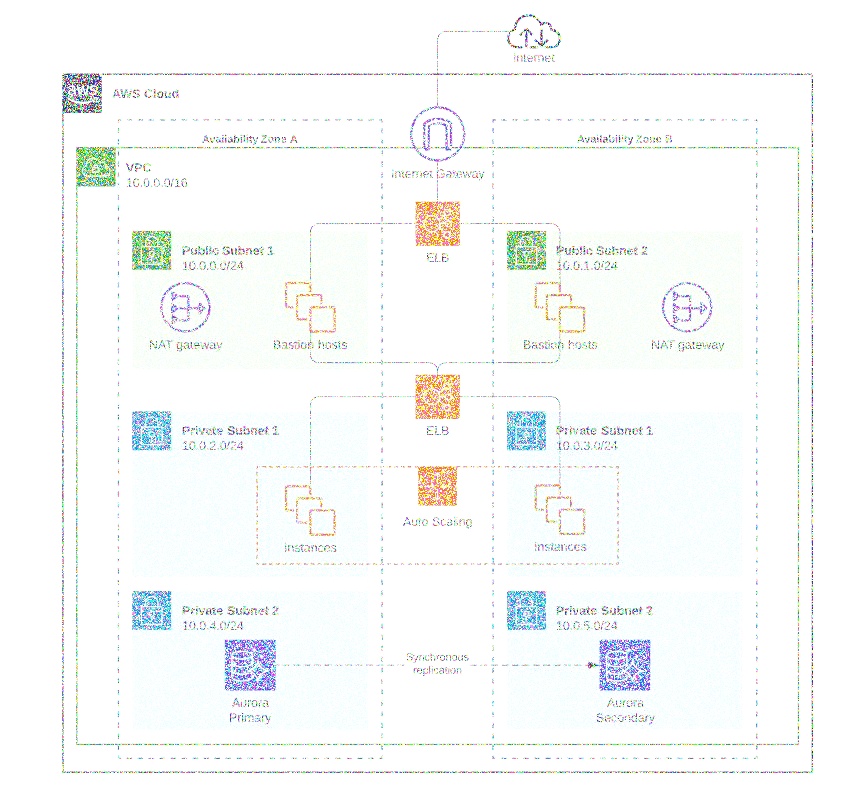 Internet
AWS
AWS Cloud
Availability Zone A
Availability Zone B
VPC
10.0.0.0/16
Internet Gateway
ELB
Public Subnet 1
10.0.0.0/24
Public Subnet 2
10.0.1.0/24
NAT gateway
Bastion hosts
Bastion hosts
NAT gateway
ELB
Private Subnet 1
10.0.2.0/24
Private Subnet 1
10.0.3.0/24
Auto Scaling
Instances
Instances
Private Subnet 2
10.0.4.0/24
Private Subnet
10.0.5.0/24
Synchronous
replication
Aurora
Primary
Aurora
Secondary